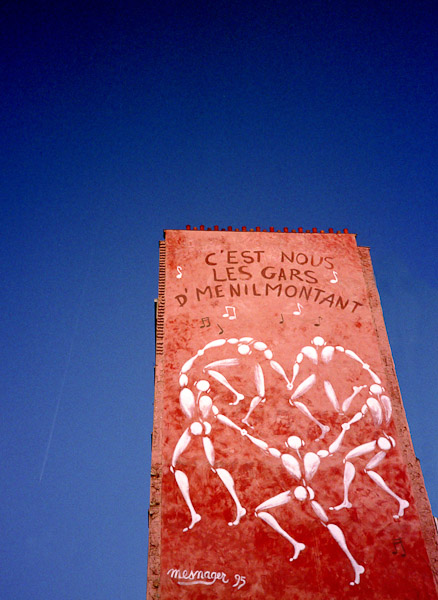 C'EST NOUS
LES GARS
D'MENILMONTANT
mesnager 95